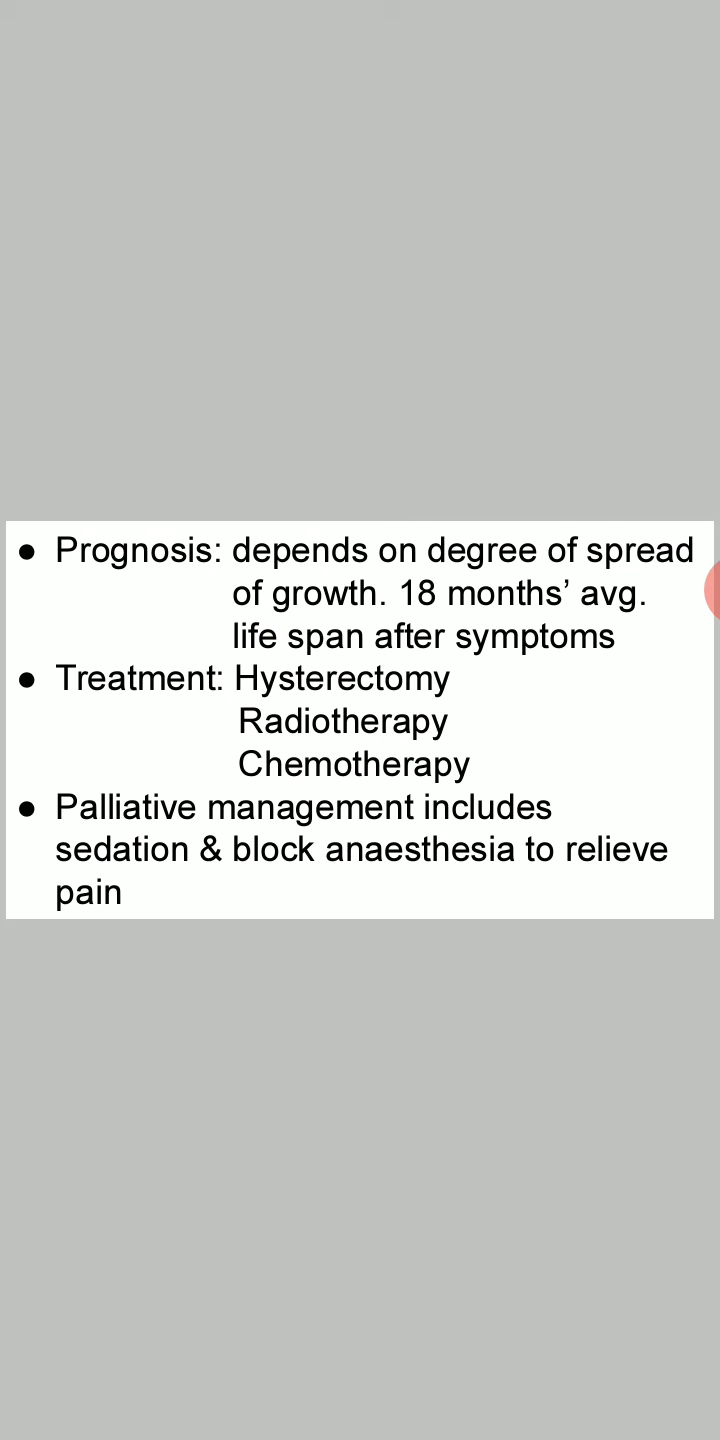 ● Prognosis: depends on degree of spread
of growth. 18 months’ avg.
life span after symptoms
● Treatment: Hysterectomy
Radiotherapy
Chemotherapy
● Palliative management includes
sedation & block anaesthesia to relieve
pain